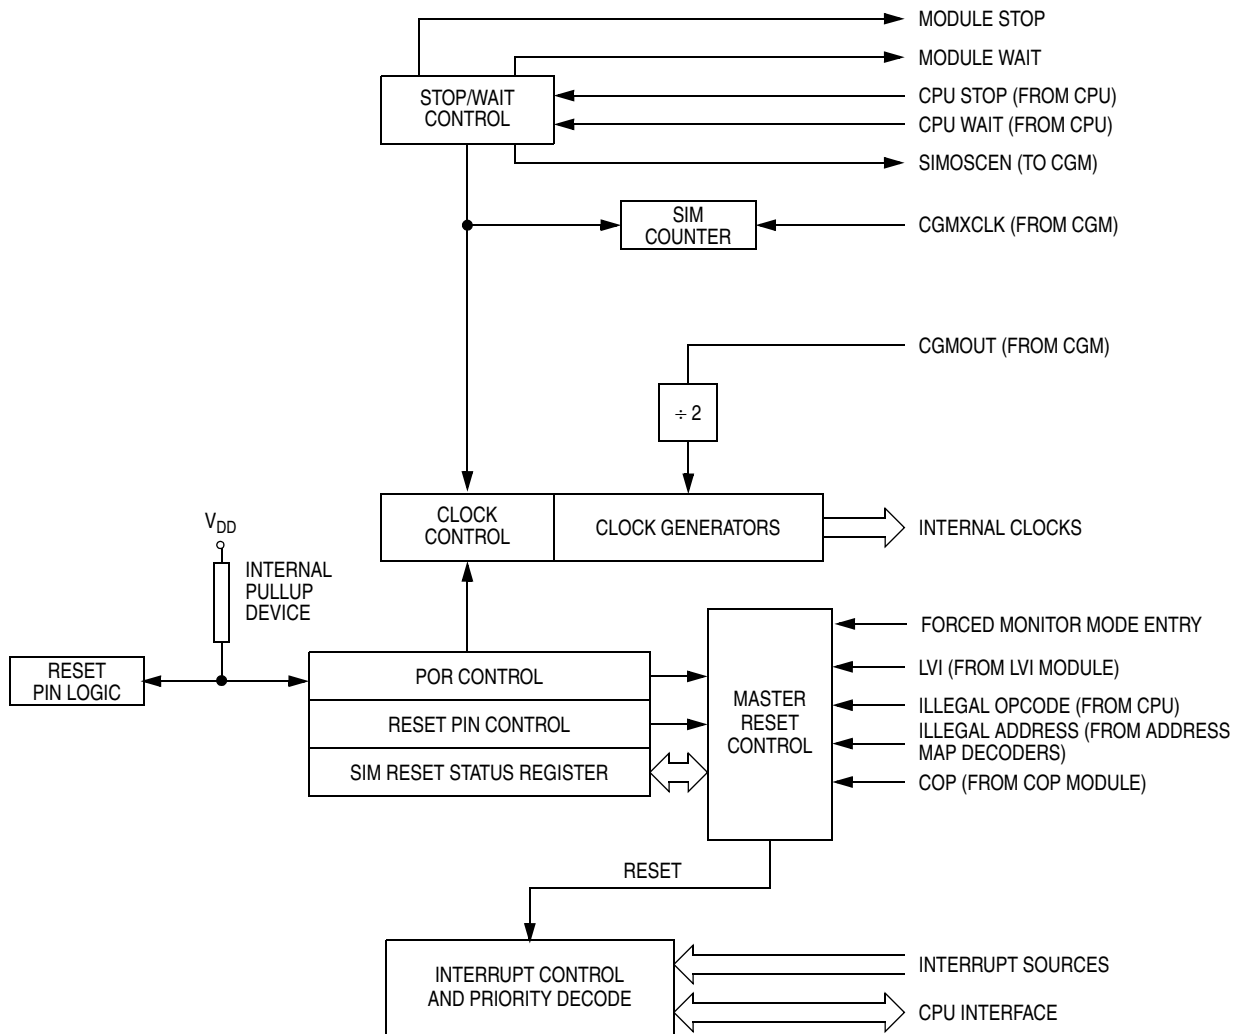 MODULE STOP
MODULE WAIT
STOP/WAIT
CONTROL
CPU STOP (FROM CPU)
CPU WAIT (FROM CPU)
SIMOSCEN (TO CGM)
SIM
COUNTER
CGMXCLK (FROM CGM)
CGMOUT (FROM CGM)
÷ 2
CLOCK
CONTROL
CLOCK GENERATORS
INTERNAL CLOCKS
VDD
INTERNAL
PULLUP
DEVICE
RESET
PIN LOGIC
POR CONTROL
RESET PIN CONTROL
SIM RESET STATUS REGISTER
MASTER
RESET
CONTROL
FORCED MONITOR MODE ENTRY
LVI (FROM LVI MODULE)
ILLEGAL OPCODE (FROM CPU)
ILLEGAL ADDRESS (FROM ADDRESS
MAP DECODERS)
COP (FROM COP MODULE)
RESET
INTERRUPT CONTROL
AND PRIORITY DECODE
INTERRUPT SOURCES
CPU INTERFACE